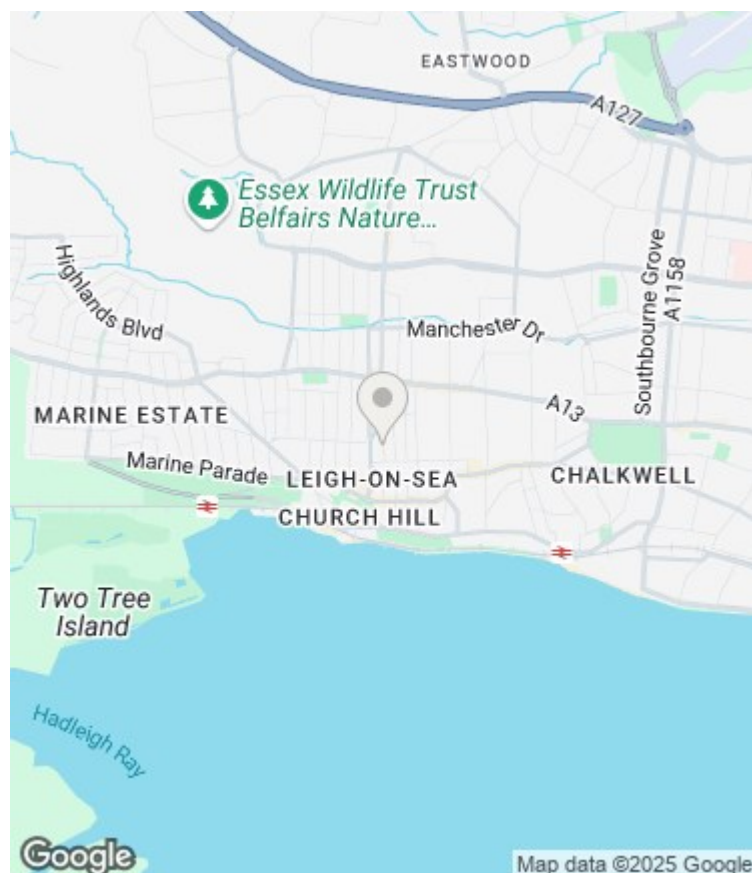 EASTWOOD
A127
Essex Wildlife Trust
Belfairs Nature...
Highlands Blvd
Southbourne Grove
A1158
Manchester Dr
A13
MARINE ESTATE
Marine Parade
LEIGH-ON-SEA
CHALKWELL
CHURCH HILL
Two Tree
Island
Hadleigh Ray
Google
Map data ©2025 Google